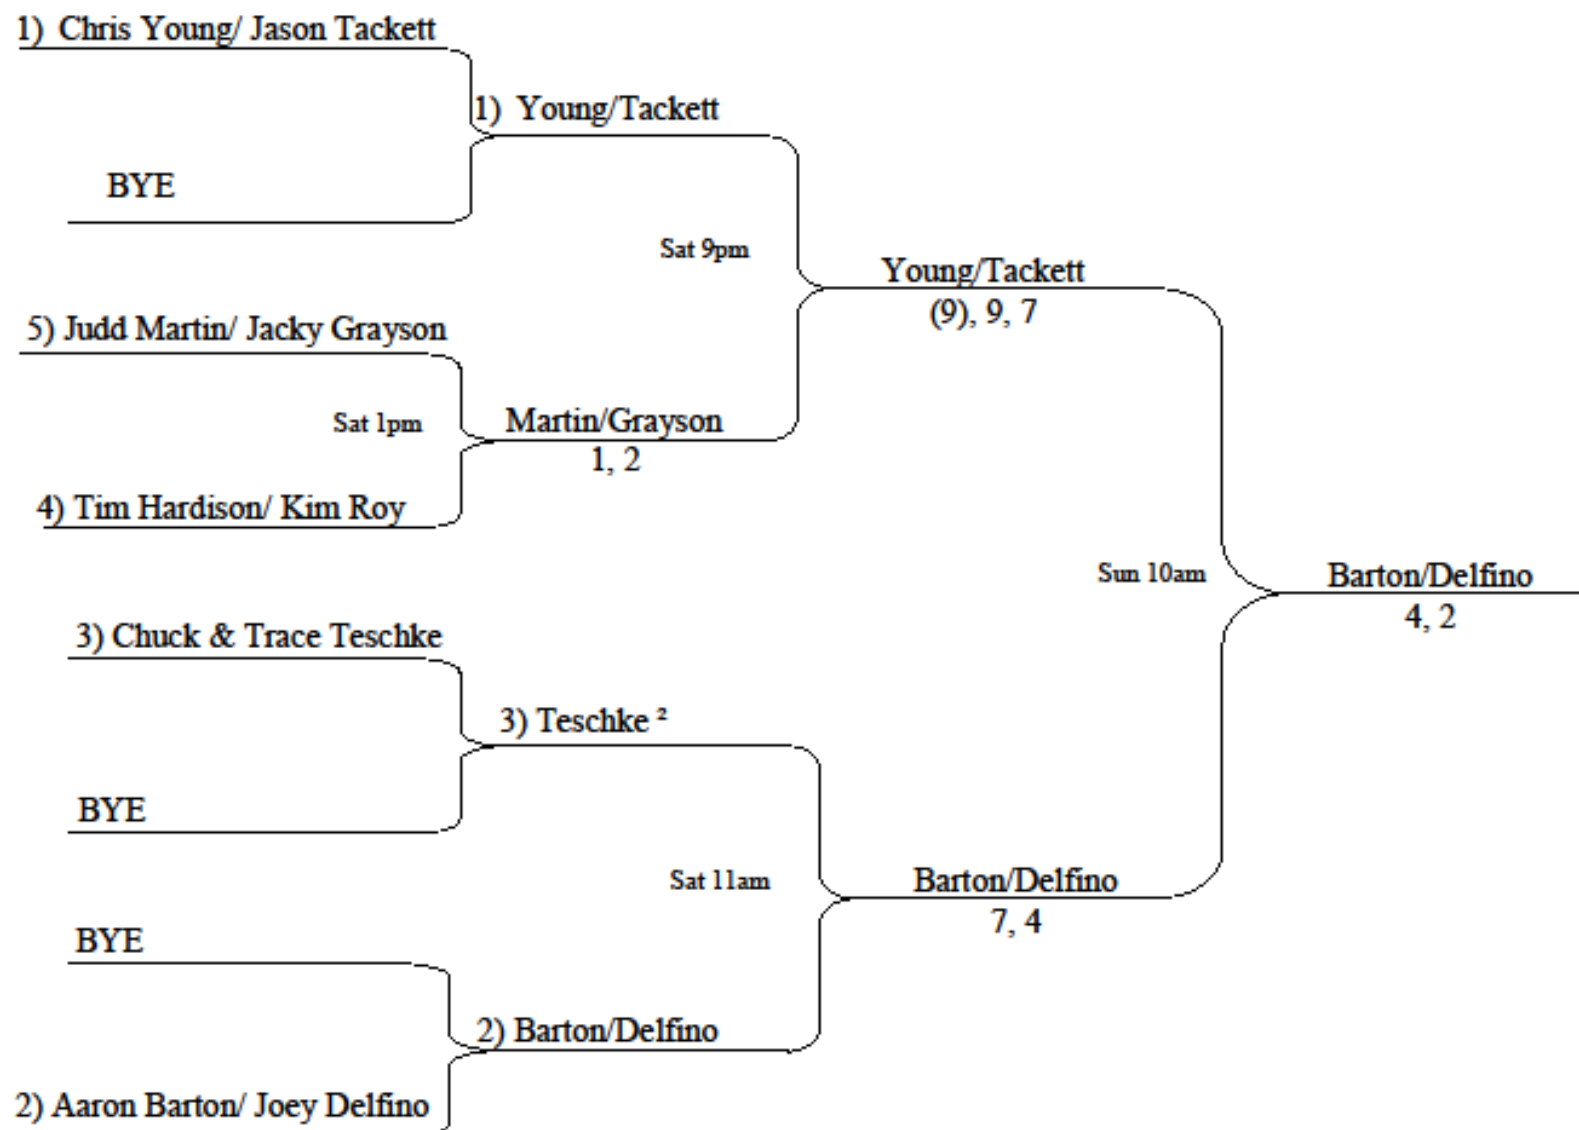 1) Chris Young/ Jason Tackett
1) Young/Tackett
BYE
Sat 9pm
Young/Tackett
(9), 9, 7
5) Judd Martin/ Jacky Grayson
Sat 1pm
Martin/Grayson
1, 2
4) Tim Hardison/ Kim Roy
Sun 10am
Barton/Delfino
4, 2
3) Chuck & Trace Teschke
3) Teschke ²
BYE
Sat 11am
Barton/Delfino
7, 4
BYE
2) Barton/Delfino
2) Aaron Barton/ Joey Delfino